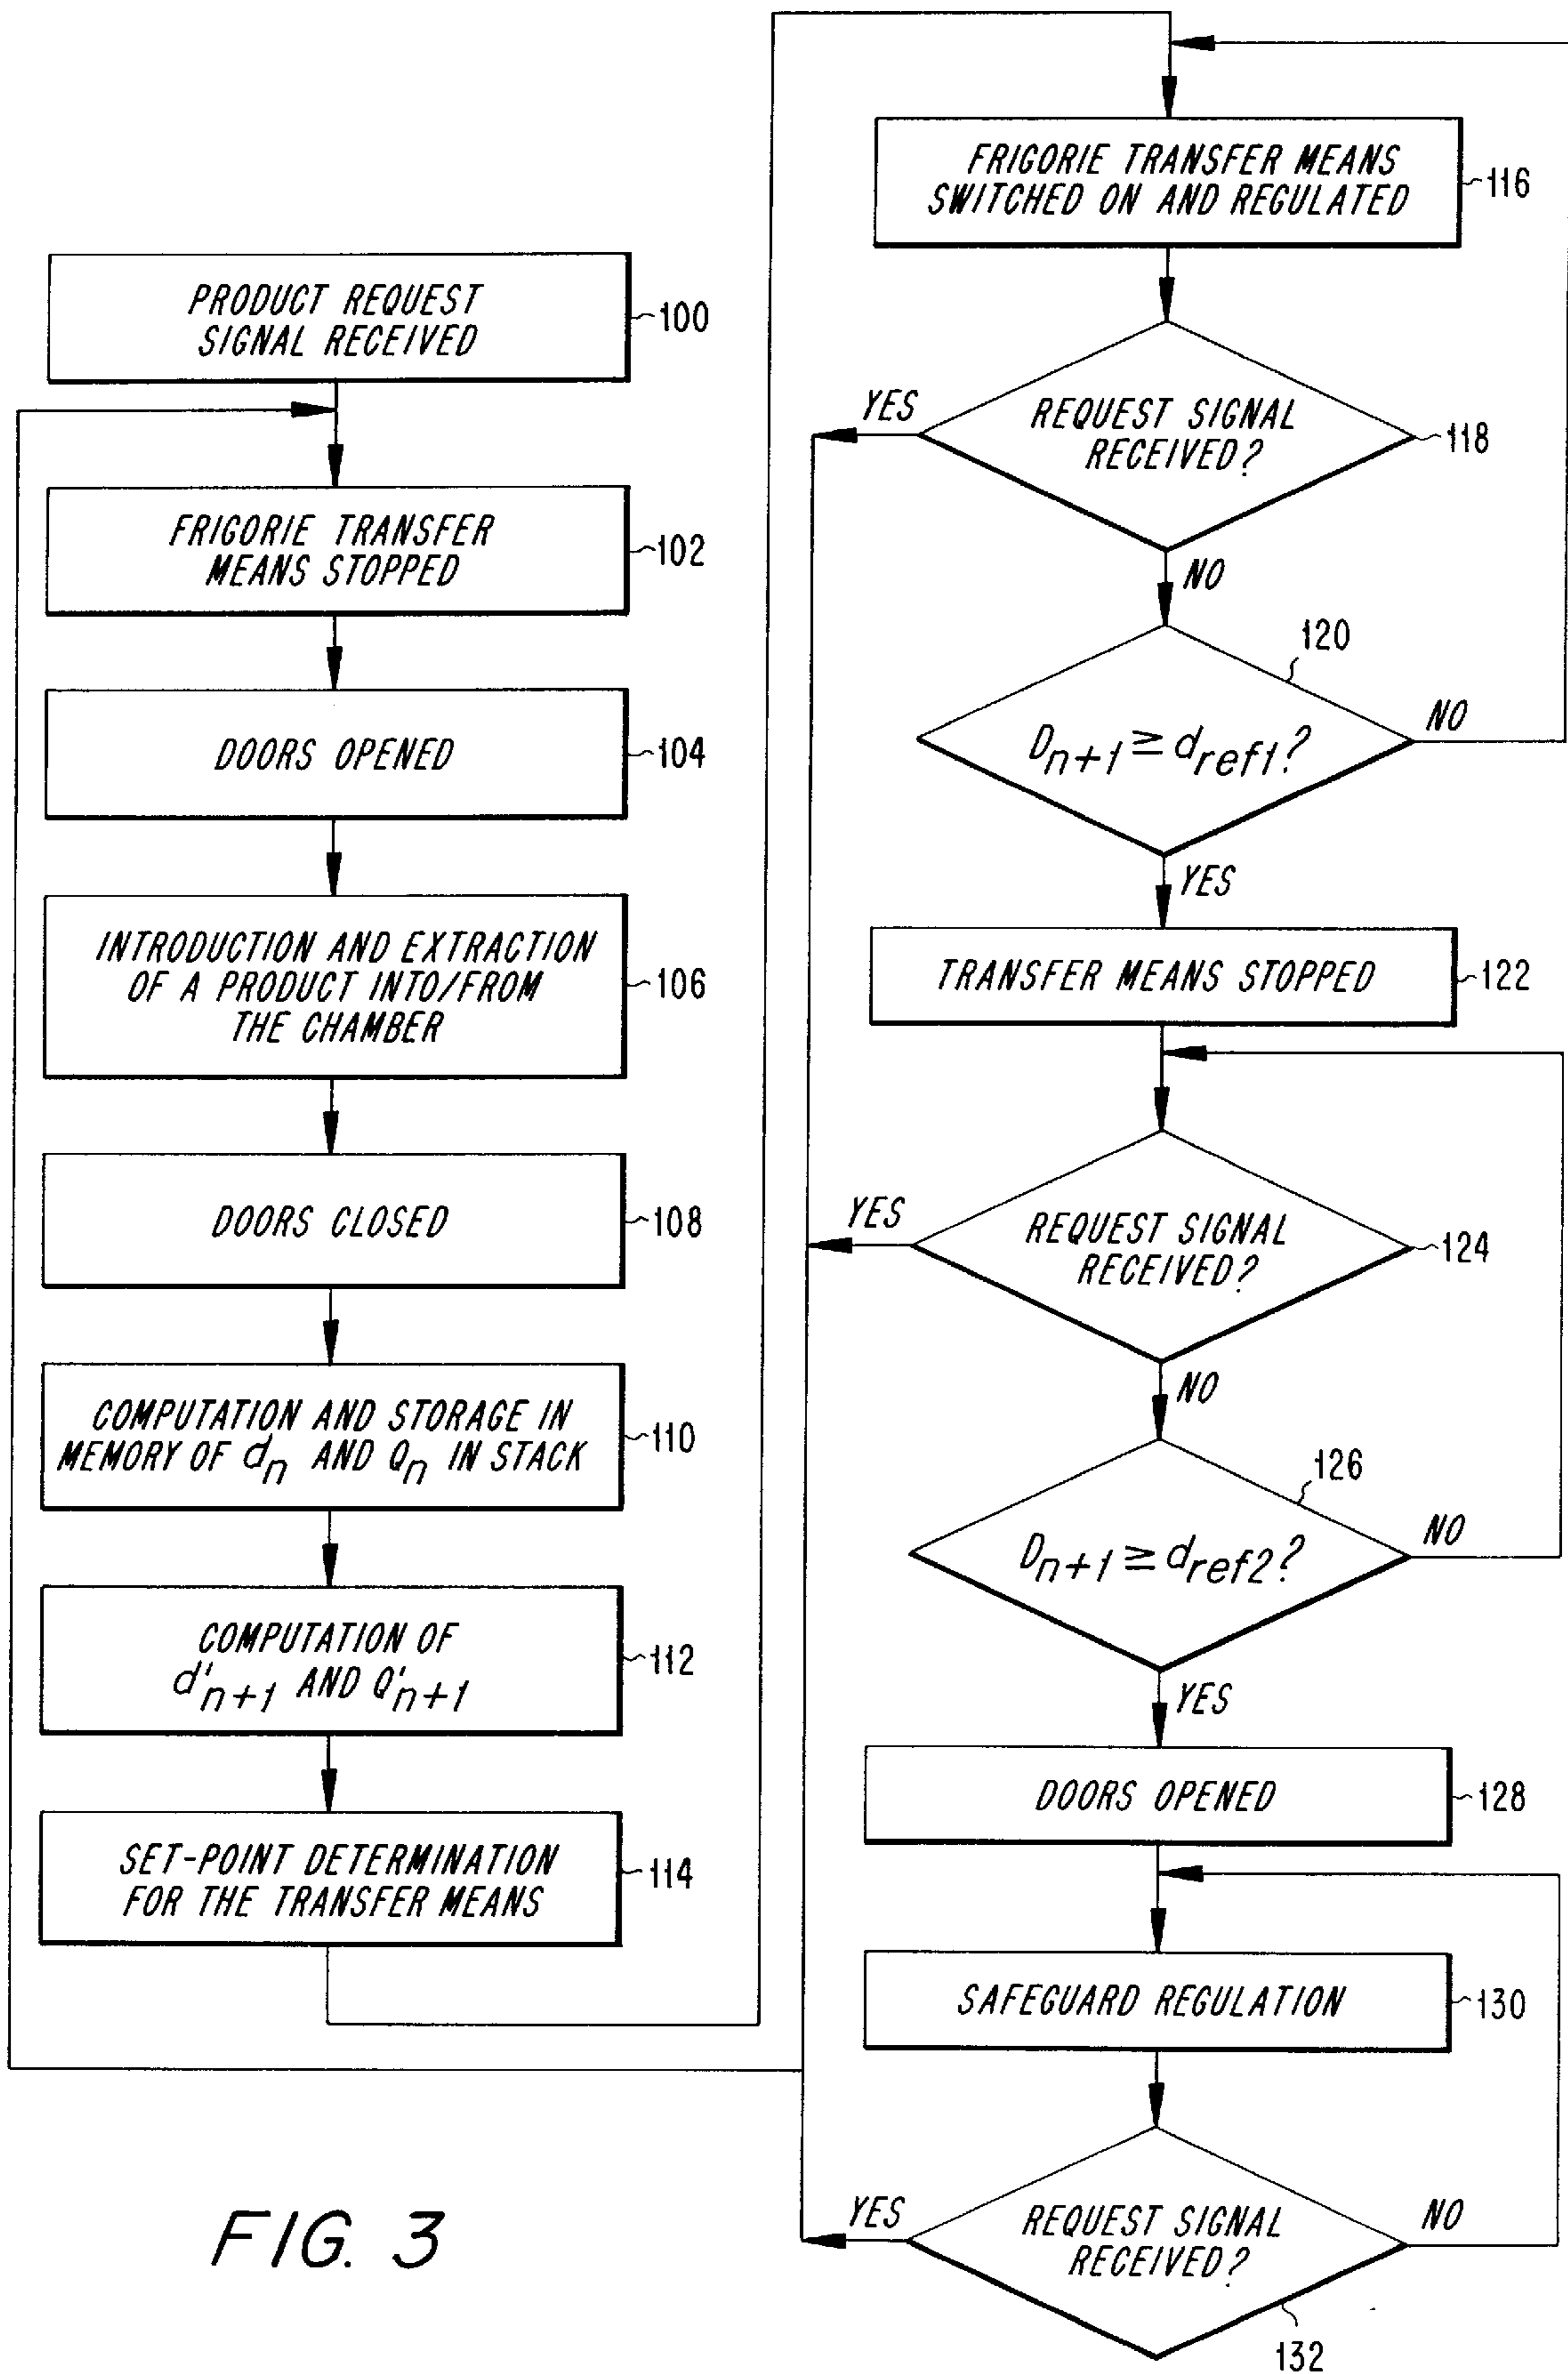 PRODUCT REQUEST
SIGNAL RECEIVED
100
FRIGORIE TRANSFER
MEANS STOPPED
102
DOORS OPENED
104
INTRODUCTION AND EXTRACTION
OF A PRODUCT INTO/FROM
THE CHAMBER
106
DOORS CLOSED
108
COMPUTATION AND STORAGE IN
MEMORY OF dn AND Qn IN STACK
110
COMPUTATION OF
d'n+1 AND Q'n+1
112
SET-POINT DETERMINATION
FOR THE TRANSFER MEANS
114
FRIGORIE TRANSFER MEANS
SWITCHED ON AND REGULATED
116
REQUEST SIGNAL
RECEIVED?
118
YES
NO
120
Dn+1 ≥ dref1?
NO
YES
TRANSFER MEANS STOPPED
122
REQUEST SIGNAL
RECEIVED?
124
YES
NO
126
Dn+1 ≥ dref2?
NO
YES
DOORS OPENED
128
SAFEGUARD REGULATION
130
REQUEST SIGNAL
RECEIVED?
YES
NO
132
FIG. 3